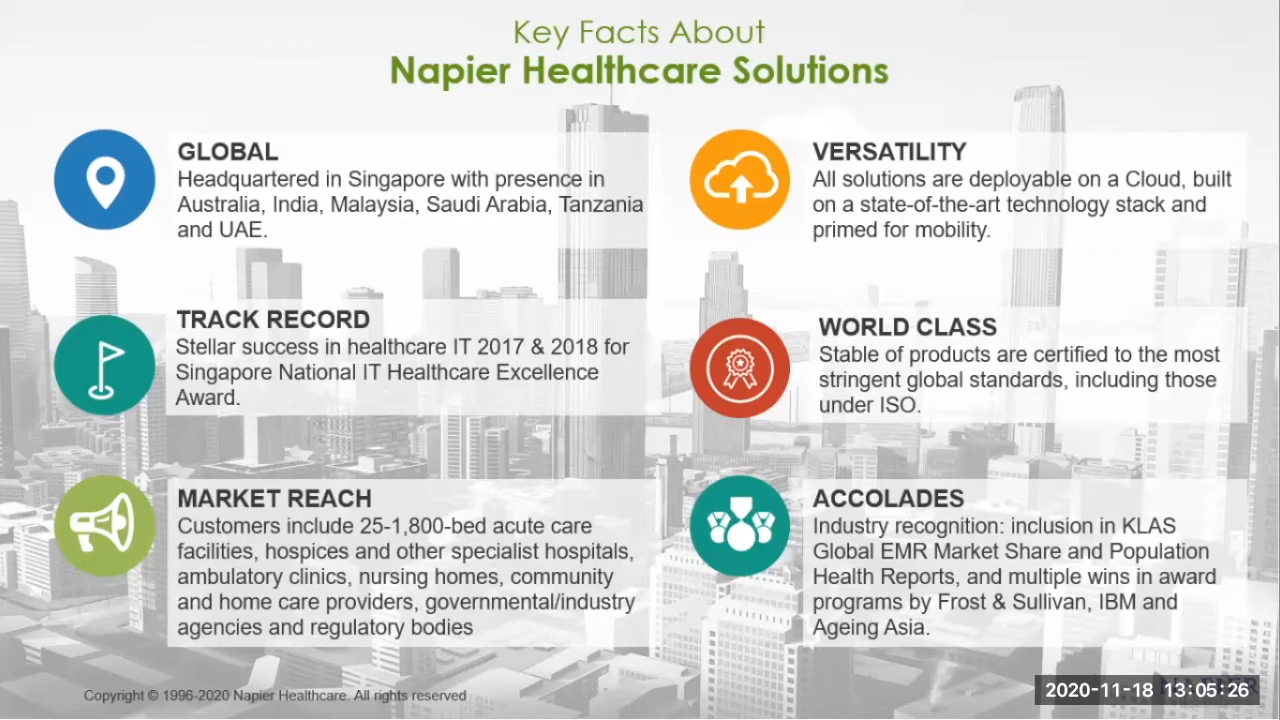 Key Facts About
Napier Healthcare Solutions
GLOBAL
Headquartered in Singapore with presence in
Australia, India, Malaysia, Saudi Arabia, Tanzania
and UAE.
TRACK RECORD
Stellar success in healthcare IT 2017 & 2018 for
Singapore National IT Healthcare Excellence
Award.
MARKET REACH
Customers include 25-1,800-bed acute care
facilities, hospices and other specialist hospitals,
ambulatory clinics, nursing homes, community
and home care providers, governmental/industry
agencies and regulatory bodies
VERSATILITY
All solutions are deployable on a Cloud, built
on a state-of-the-art technology stack and
primed for mobility.
WORLD CLASS
Stable of products are certified to the most
stringent global standards, including those
under ISO.
ACCOLADES
Industry recognition: inclusion in KLAS
Global EMR Market Share and Population
Health Reports, and multiple wins in award
programs by Frost & Sullivan, IBM and
Ageing Asia.
Copyright © 1996-2020 Napier Healthcare. All rights reserved
2020-11-18 13:05:26